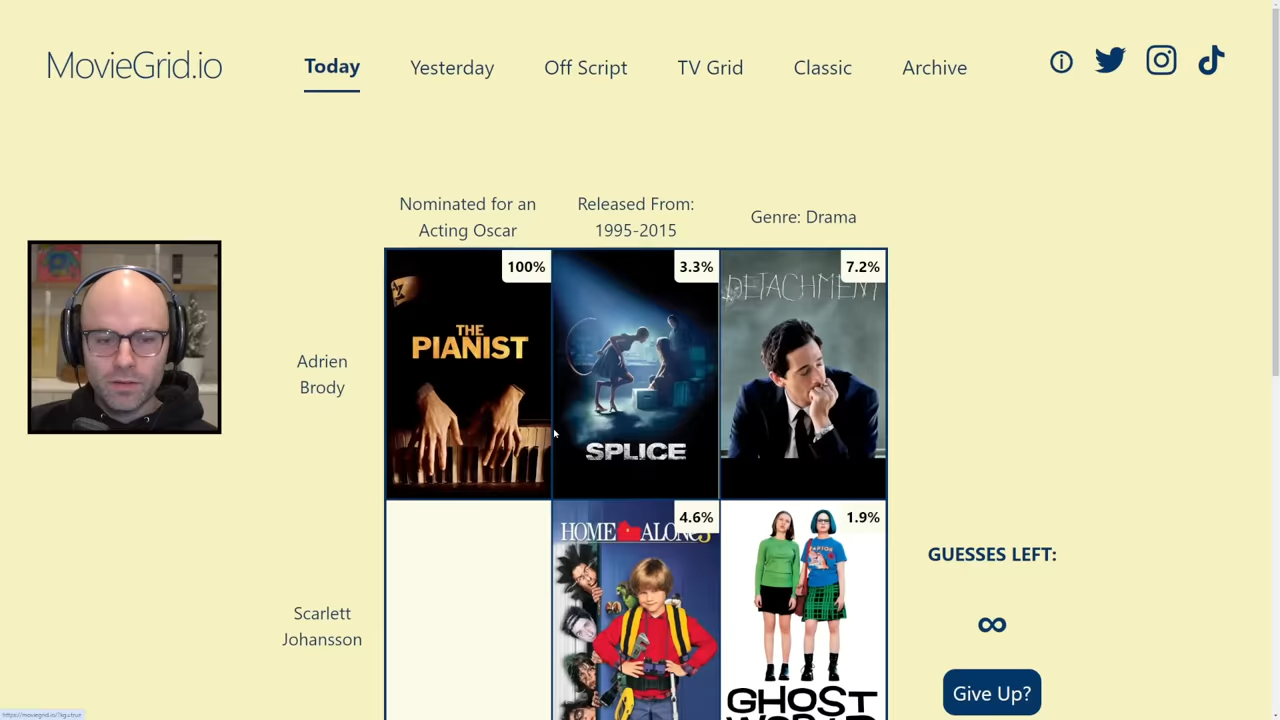 MovieGrid.io
Today
Yesterday
Off Script
TV Grid
Classic
Archive
Nominated for an
Acting Oscar
Released From:
1995-2015
Genre: Drama
Adrien
Brody
100%
THE
PIANIST
3.3%
SPLICE
7.2%
DETACHMENT
Scarlett
Johansson
4.6%
HOME ALONE 3
1.9%
GHOST
WORLD
GUESSES LEFT:
∞
Give Up?